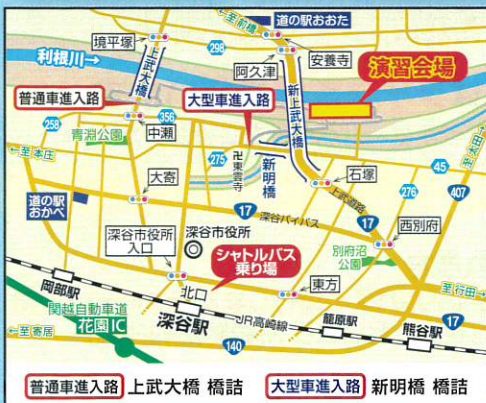 ←至前橋
道の駅おおた
境平塚
上武大橋
298
安養寺
阿久津
利根川→
演習会場
普通車進入路
大型車進入路
新上武大橋
258
中瀬
356
青淵公園
←至本庄
275
卍東雲寺
新明橋
石塚
45
至太田→
大寄
上武道路
276
407
道の駅
おかべ
17
深谷バイパス
17
西別府
深谷市役所
入口
深谷市役所
別府沼
公園
シャトルバス
乗り場
北口
東方
至行田→
岡部駅
関越自動車道
花園IC
深谷駅
JR高崎線
籠原駅
熊谷駅
17
←至寄居
140
普通車進入路 上武大橋 橋詰
大型車進入路 新明橋 橋詰